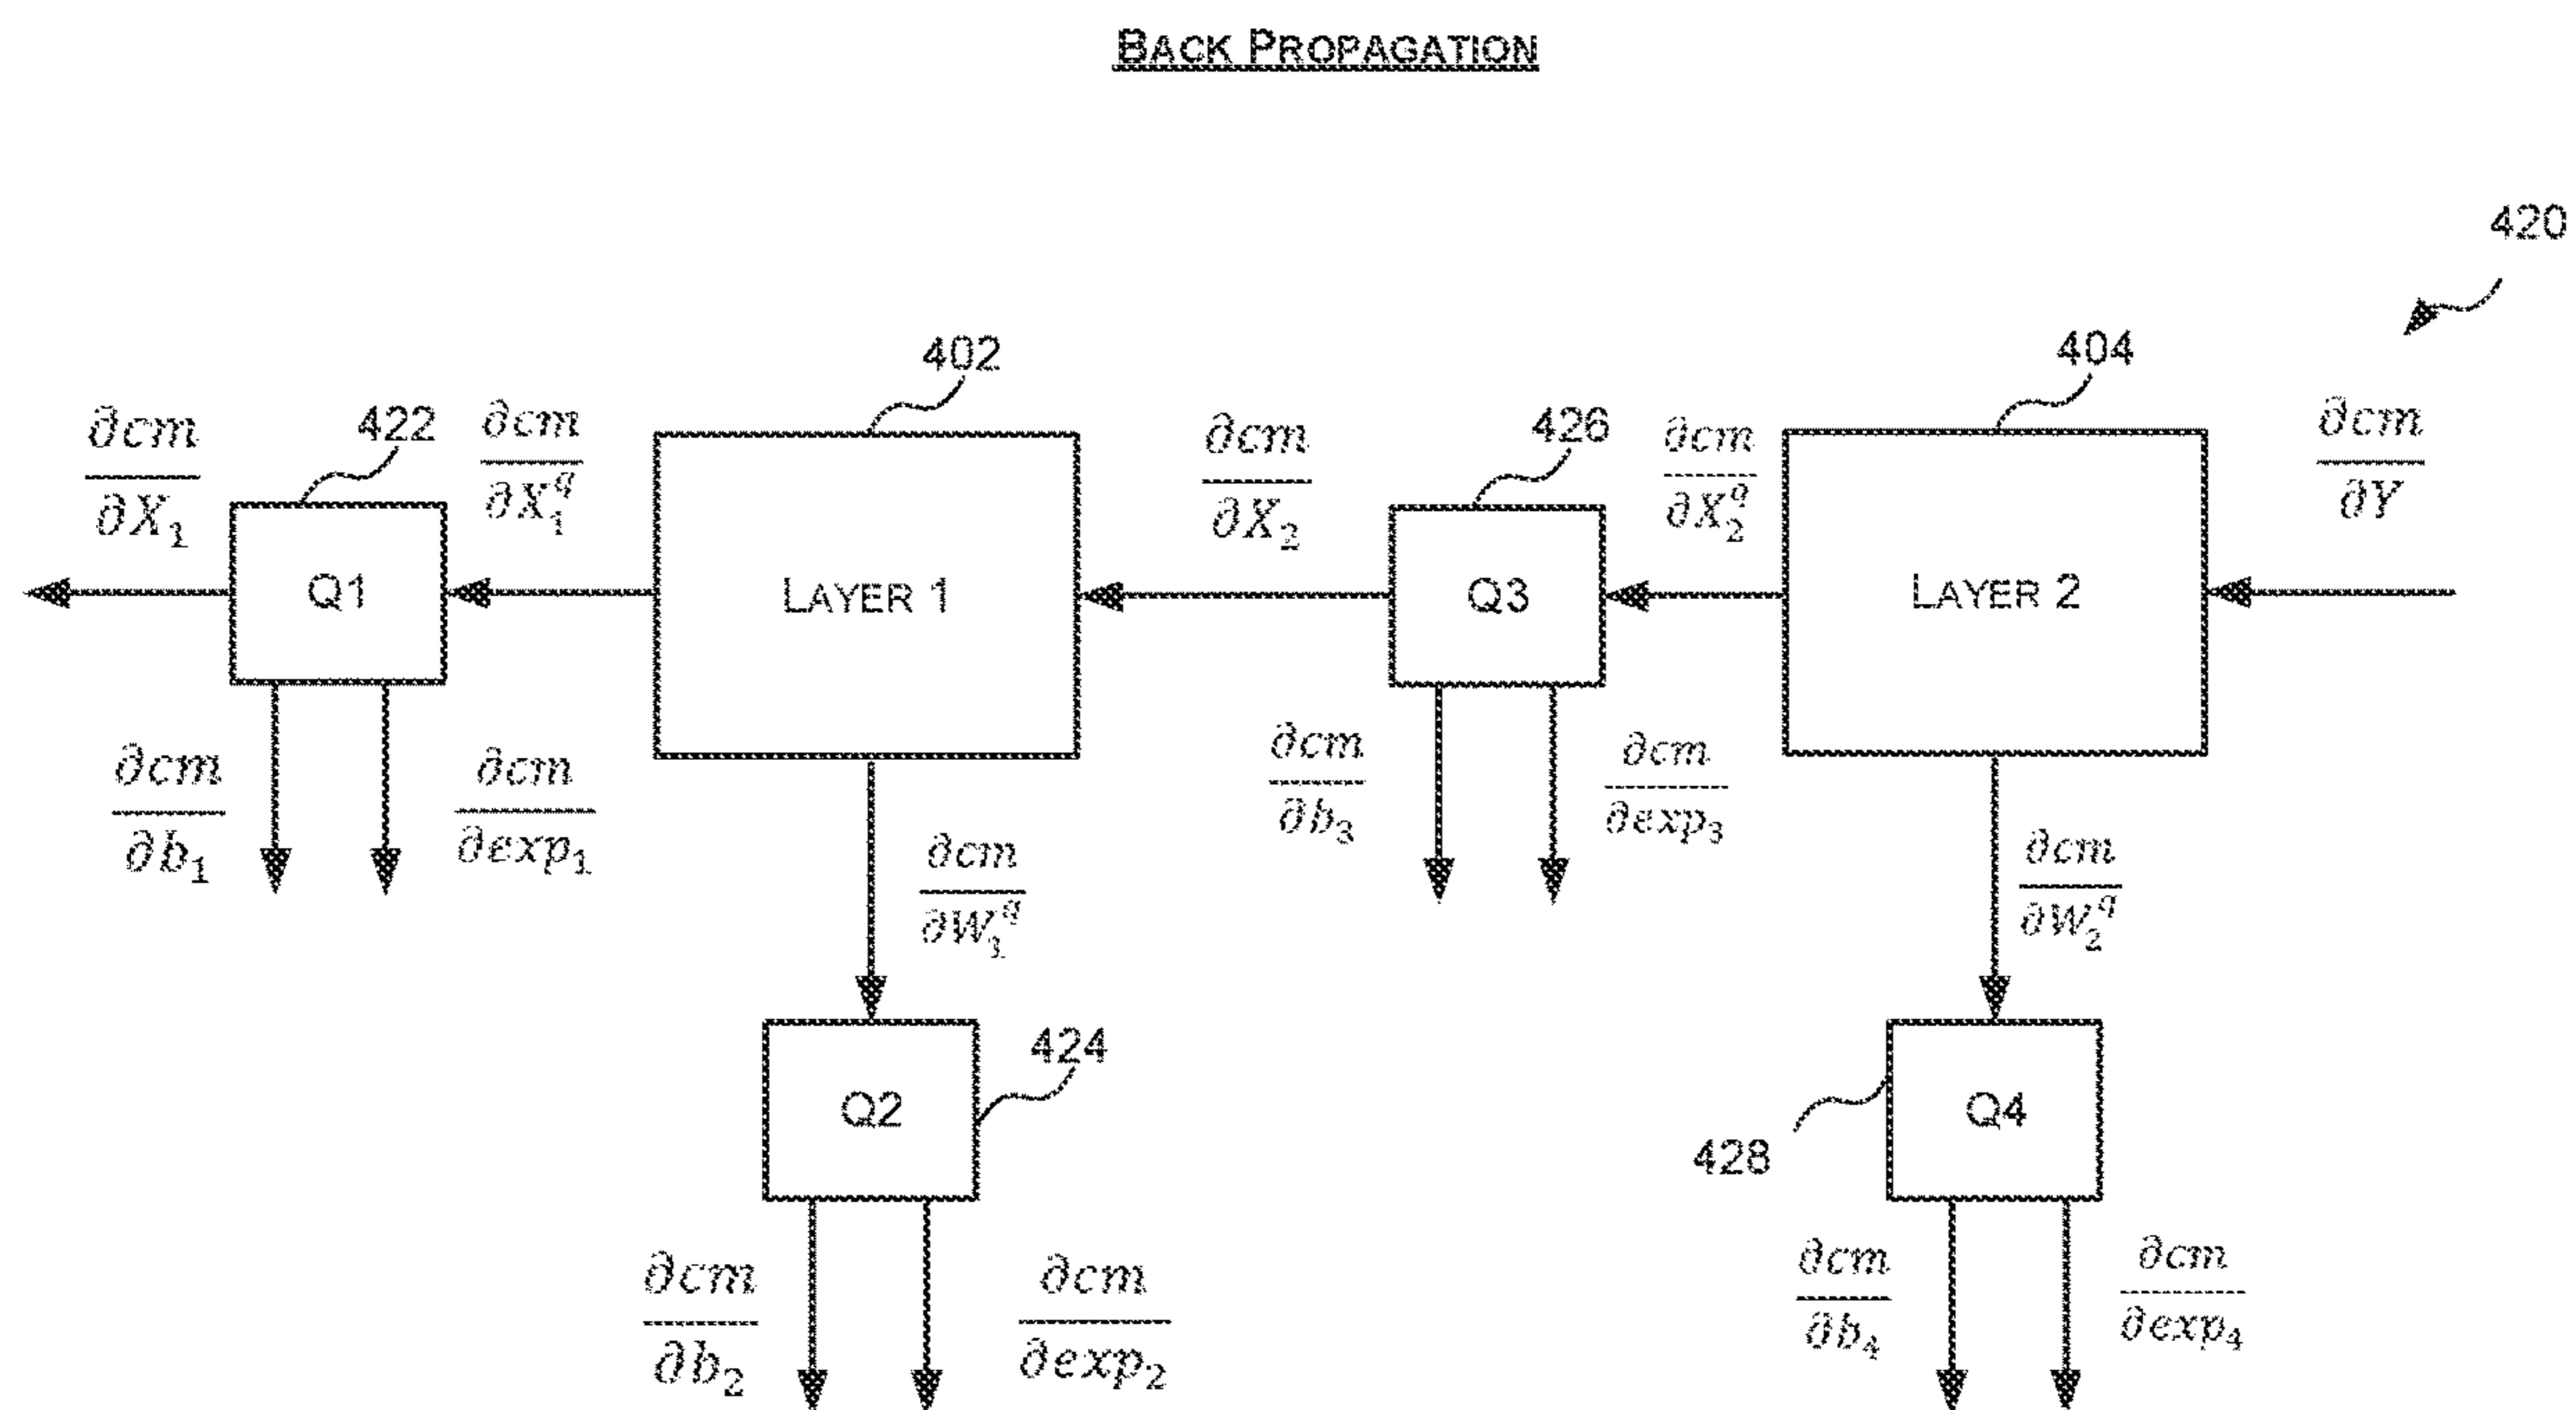 BACK PROPAGATION
420
402
404
∂cm/∂X₁
422
∂cm/∂X₁^q
∂cm/∂X₂
426
∂cm/∂X₂^q
∂cm/∂Y
Q1
LAYER 1
Q3
LAYER 2
∂cm/∂b₁
∂cm/∂exp₁
∂cm/∂W₁^q
∂cm/∂b₃
∂cm/∂exp₃
∂cm/∂W₂^q
Q2
424
Q4
428
∂cm/∂b₂
∂cm/∂exp₂
∂cm/∂b₄
∂cm/∂exp₄